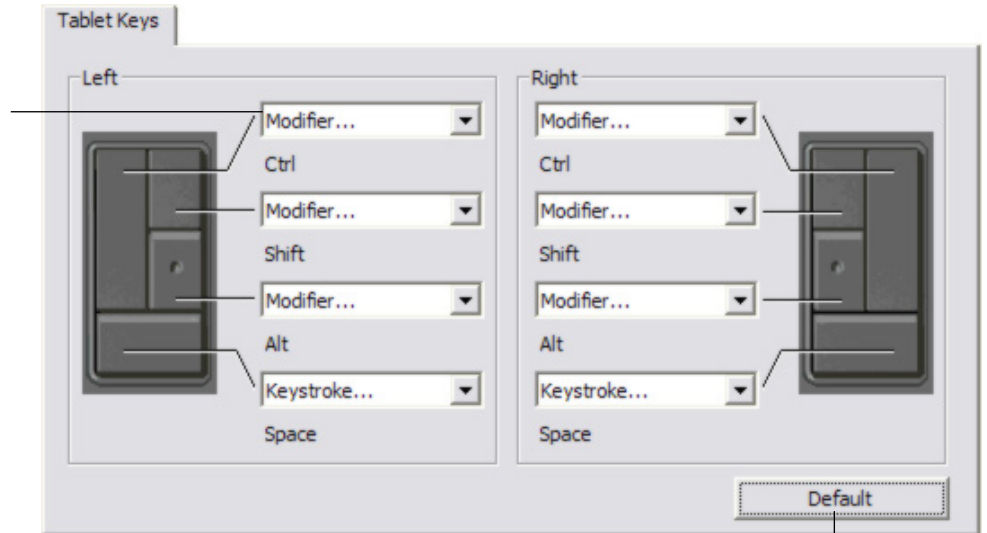 Tablet Keys
Left
Modifier...
Ctrl
Modifier...
Shift
Modifier...
Alt
Keystroke...
Space
Right
Modifier...
Ctrl
Modifier...
Shift
Modifier...
Alt
Keystroke...
Space
Default